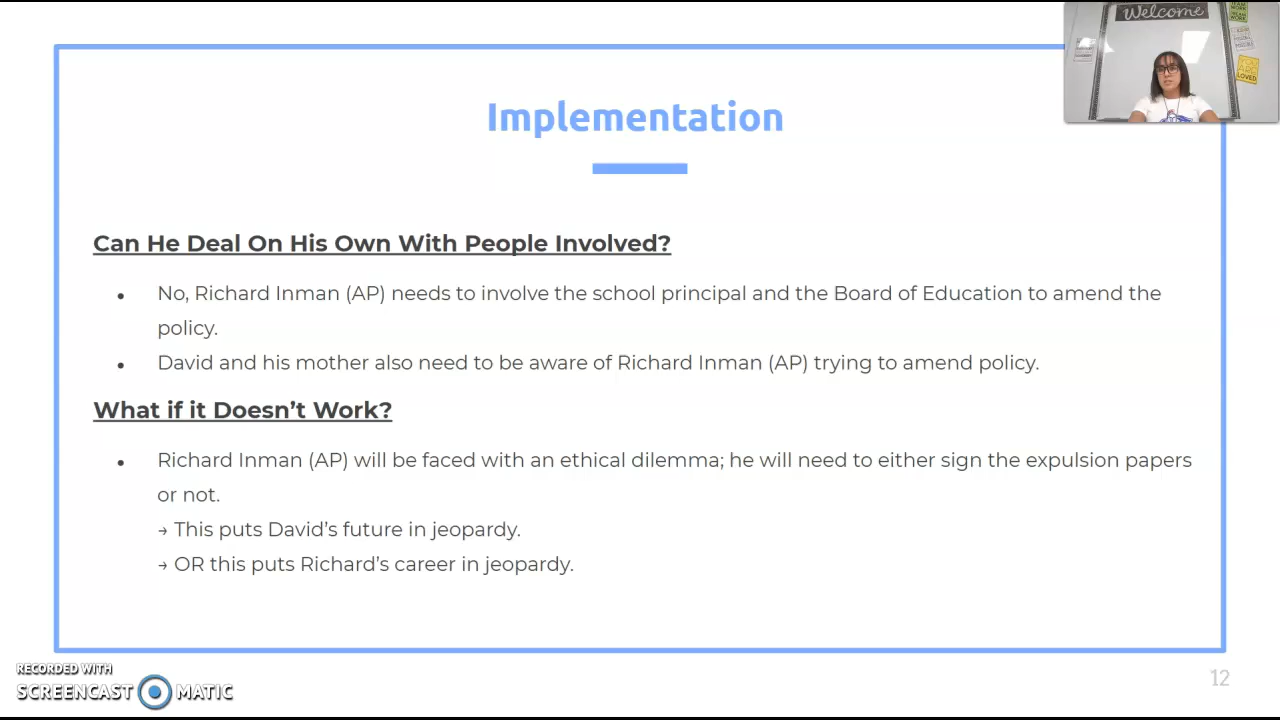 Welcome
Implementation
Can He Deal On His Own With People Involved?
• No, Richard Inman (AP) needs to involve the school principal and the Board of Education to amend the
policy.
• David and his mother also need to be aware of Richard Inman (AP) trying to amend policy.
What if it Doesn’t Work?
• Richard Inman (AP) will be faced with an ethical dilemma; he will need to either sign the expulsion papers
or not.
→ This puts David’s future in jeopardy.
→ OR this puts Richard’s career in jeopardy.
RECORDED WITH
SCREENCAST MATIC
12